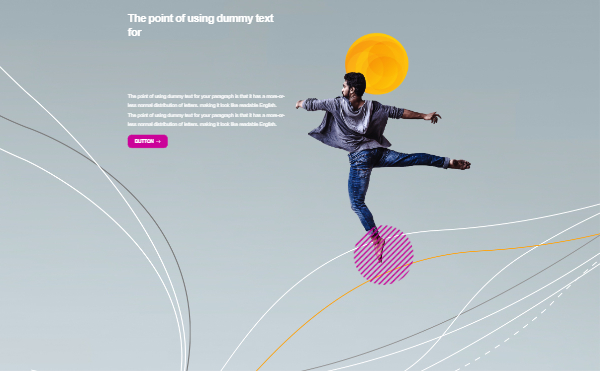 The point of using dummy text
for
The point of using dummy text for your paragraph is that it has a more-or-
less normal distribution of letters. making it look like readable English.
The point of using dummy text for your paragraph is that it has a more-or-
less normal distribution of letters. making it look like readable English.
BUTTON →